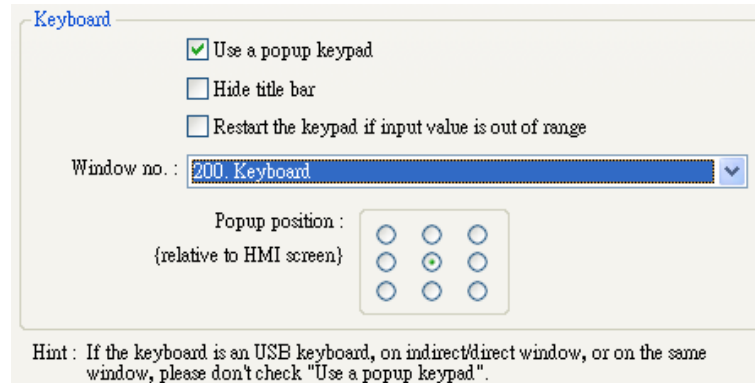 Keyboard
Use a popup keypad
Hide title bar
Restart the keypad if input value is out of range
Window no. : 200. Keyboard
Popup position :
{relative to HMI screen}
Hint : If the keyboard is an USB keyboard, on indirect/direct window, or on the same
window, please don't check "Use a popup keypad".